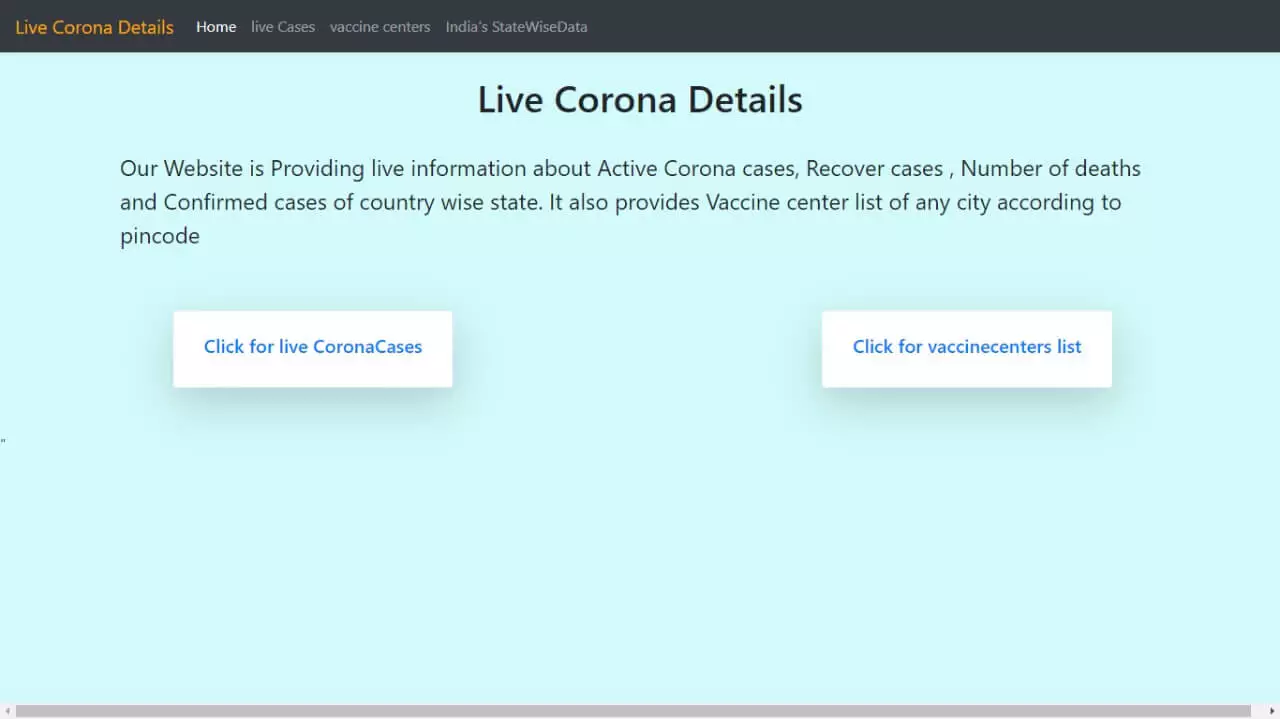 Live Corona Details Home live Cases vaccine centers India's StateWiseData
Live Corona Details
Our Website is Providing live information about Active Corona cases, Recover cases , Number of deaths
and Confirmed cases of country wise state. It also provides Vaccine center list of any city according to
pincode
Click for live CoronaCases
Click for vaccinecenters list
"